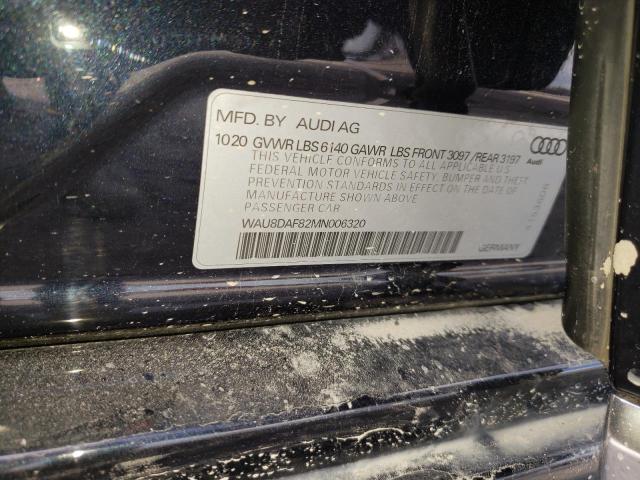 MFD. BY AUDI AG
1020 GVWR LBS 6140 GAWR LBS FRONT 3097 / REAR 3197
THIS VEHICLE CONFORMS TO ALL APPLICABLE U S
FEDERAL MOTOR VEHICLE SAFETY, BUMPER AND THEFT
PREVENTION STANDARDS IN EFFECT ON THE DATE OF
MANUFACTURE SHOWN ABOVE
PASSENGER CAR
WAU8DAF82MN006320
GERMANY
Audi